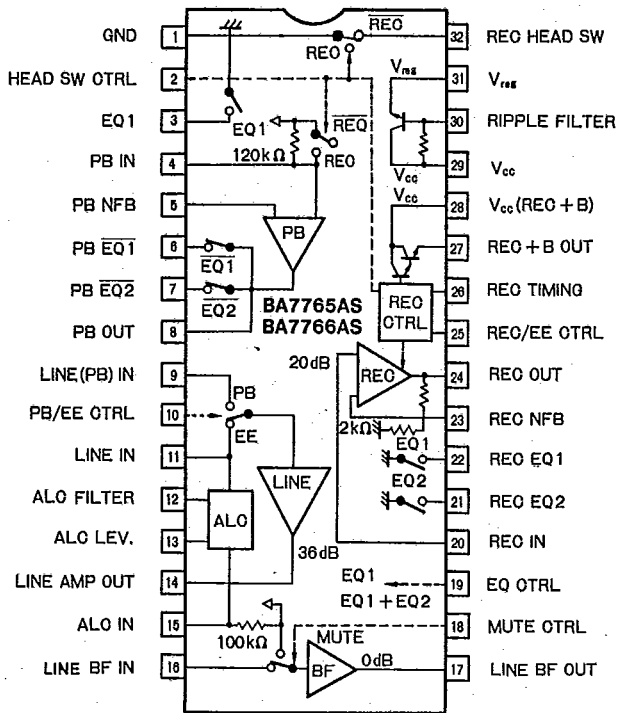 GND 1
HEAD SW CTRL 2
EQ1 3
PB IN 4
PB NFB 5
PB EQ1 6
PB EQ2 7
PB OUT 8
LINE(PB) IN 9
PB/EE CTRL 10
LINE IN 11
ALC FILTER 12
ALC LEV. 13
LINE AMP OUT 14
ALC IN 15
LINE BF IN 16
REC
REC
EQ1
REC
REC
120kΩ
PB
EQ1
EQ2
BA7765AS
BA7766AS
Vreg
Vcc
Vcc
REC
CTRL
20dB
REC
2kΩ
EQ1
EQ2
PB
EE
LINE
ALC
36dB
EQ1
EQ1+EQ2
100kΩ
MUTE
BF
0dB
32 REC HEAD SW
31 Vreg
30 RIPPLE FILTER
29 Vcc
28 Vcc(REC+B)
27 REC+B OUT
26 REC TIMING
25 REC/EE CTRL
24 REC OUT
23 REC NFB
22 REC EQ1
21 REC EQ2
20 REC IN
19 EQ CTRL
18 MUTE CTRL
17 LINE BF OUT